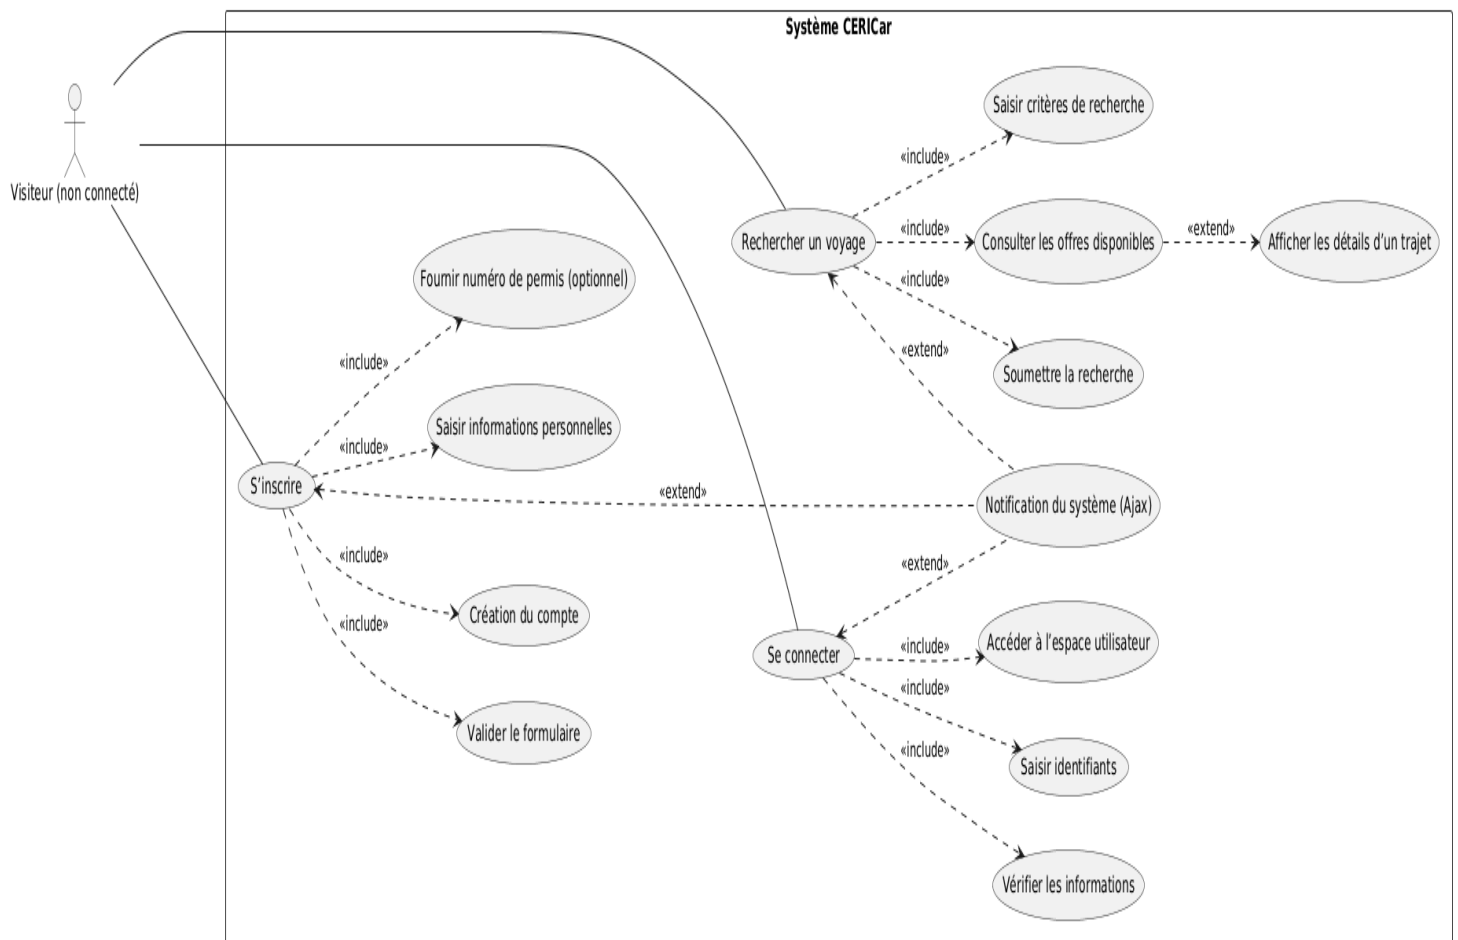 Système CERICar
Visiteur (non connecté)
Saisir critères de recherche
«include»
Rechercher un voyage
«include»
Consulter les offres disponibles
«extend»
Afficher les détails d’un trajet
«include»
Soumettre la recherche
«extend»
Fournir numéro de permis (optionnel)
«include»
Saisir informations personnelles
«include»
S’inscrire
«extend»
Notification du système (Ajax)
«include»
Création du compte
«include»
Valider le formulaire
«extend»
Se connecter
«include»
Accéder à l’espace utilisateur
«include»
Saisir identifiants
«include»
Vérifier les informations